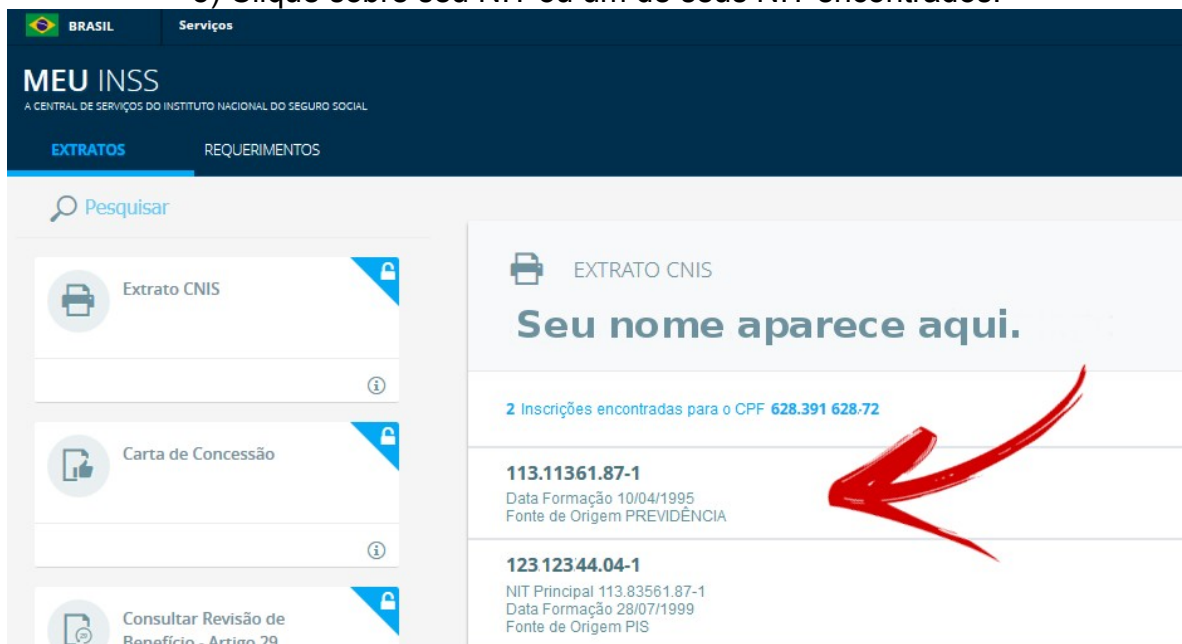 BRASIL Serviços
MEU INSS
A CENTRAL DE SERVIÇOS DO INSTITUTO NACIONAL DO SEGURO SOCIAL
EXTRATOS REQUERIMENTOS
Pesquisar
Extrato CNIS
Carta de Concessão
Consultar Revisão de
Benefício - Artigo 29
EXTRATO CNIS
Seu nome aparece aqui.
2 Inscrições encontradas para o CPF 628.391 628-72
113.11361.87-1
Data Formação 10/04/1995
Fonte de Origem PREVIDÊNCIA
123 123 44.04-1
NIT Principal 113.83561.87-1
Data Formação 28/07/1999
Fonte de Origem PIS